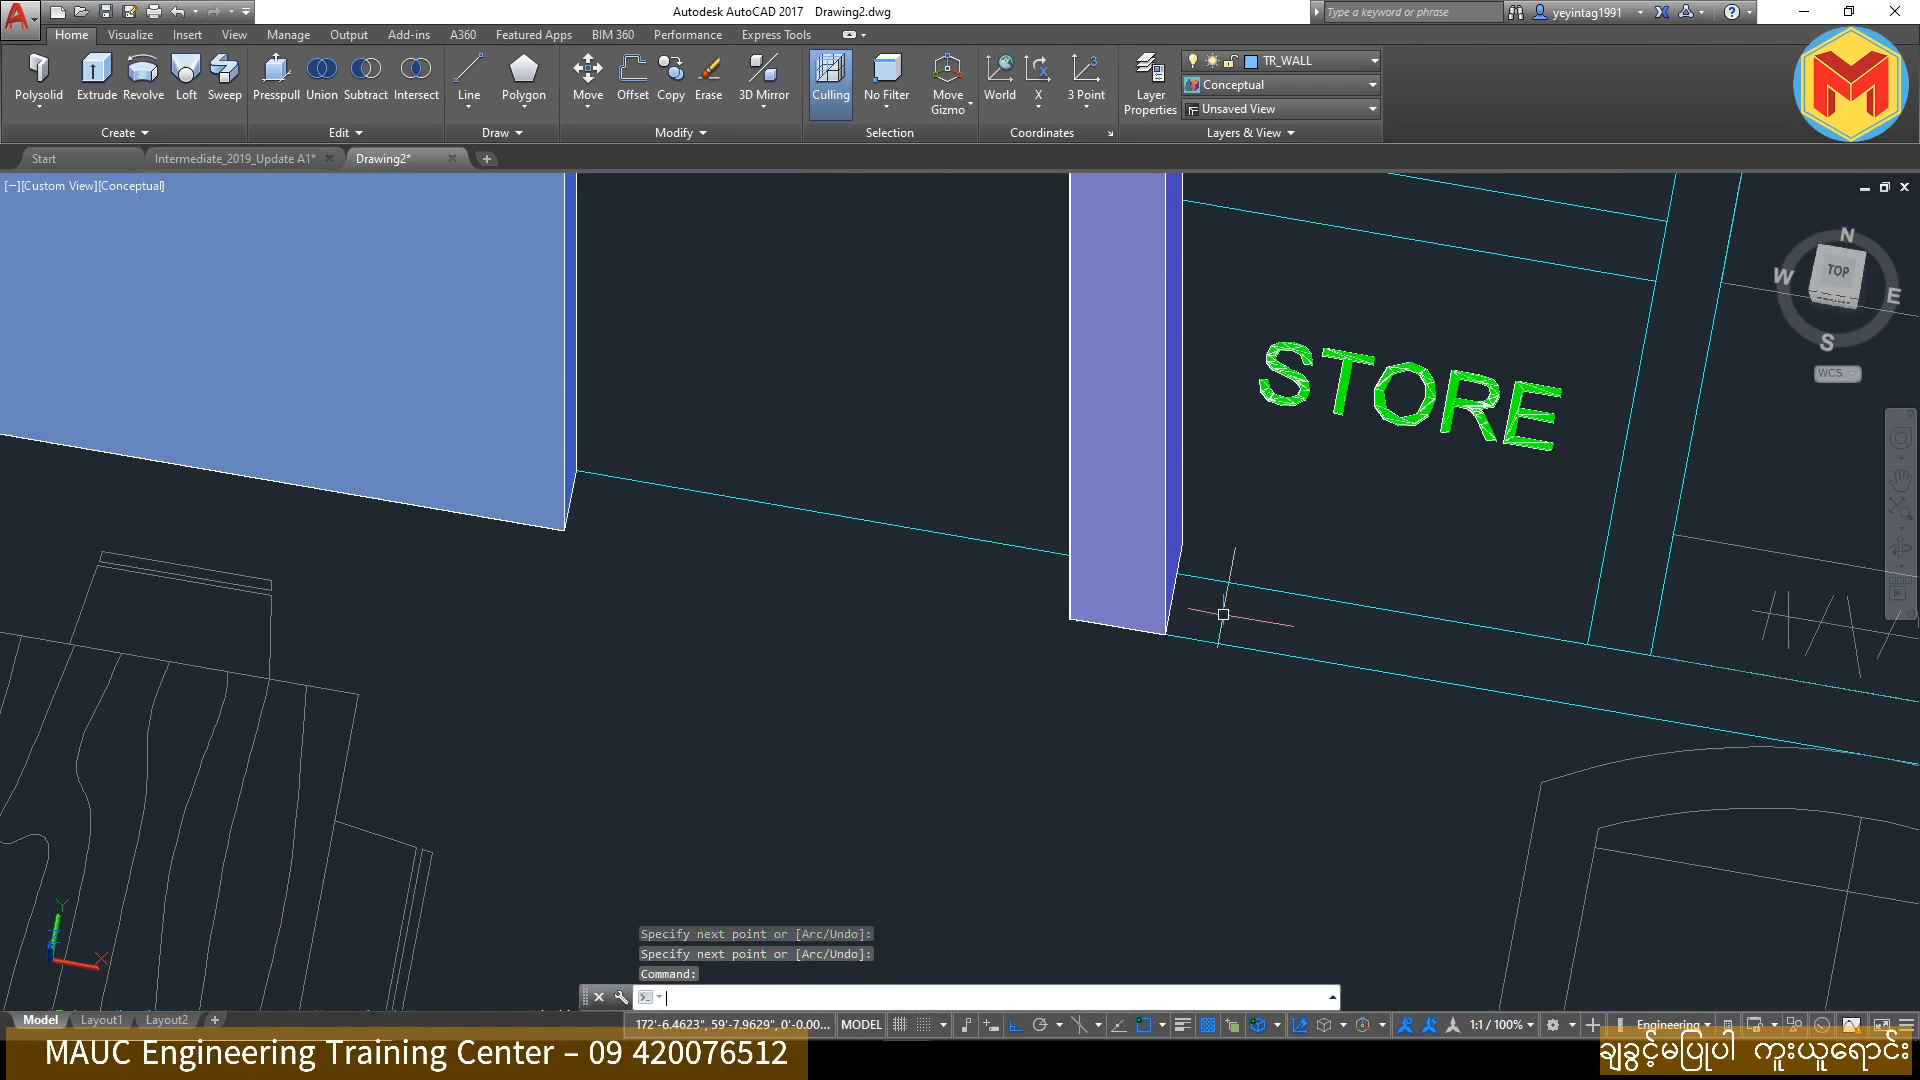 Autodesk AutoCAD 2017 Drawing2.dwg
Type a keyword or phrase
yeyintag1991
Home Visualize Insert View Manage Output Add-ins A360 Featured Apps BIM 360 Performance Express Tools
Polysolid Extrude Revolve Loft Sweep Presspull Union Subtract Intersect Line Polygon Move Offset Copy Erase 3D Mirror Culling No Filter Move Gizmo World X 3 Point Layer Properties
TR_WALL
Conceptual
Unsaved View
Create Edit Draw Modify Selection Coordinates Layers & View
Start Intermediate_2019_Update A1* Drawing2*
[−][Custom View][Conceptual]
N
W TOP E
S
WCS
STORE
Y
X
Specify next point or [Arc/Undo]:
Specify next point or [Arc/Undo]:
Command:
Model Layout1 Layout2
172'-6.4623", 59'-7.9629", 0'-0.00... MODEL 1:1 / 100% Engineering
MAUC Engineering Training Center – 09 420076512
ချခွင့်မပြုပါ ကူးယူရောင်း